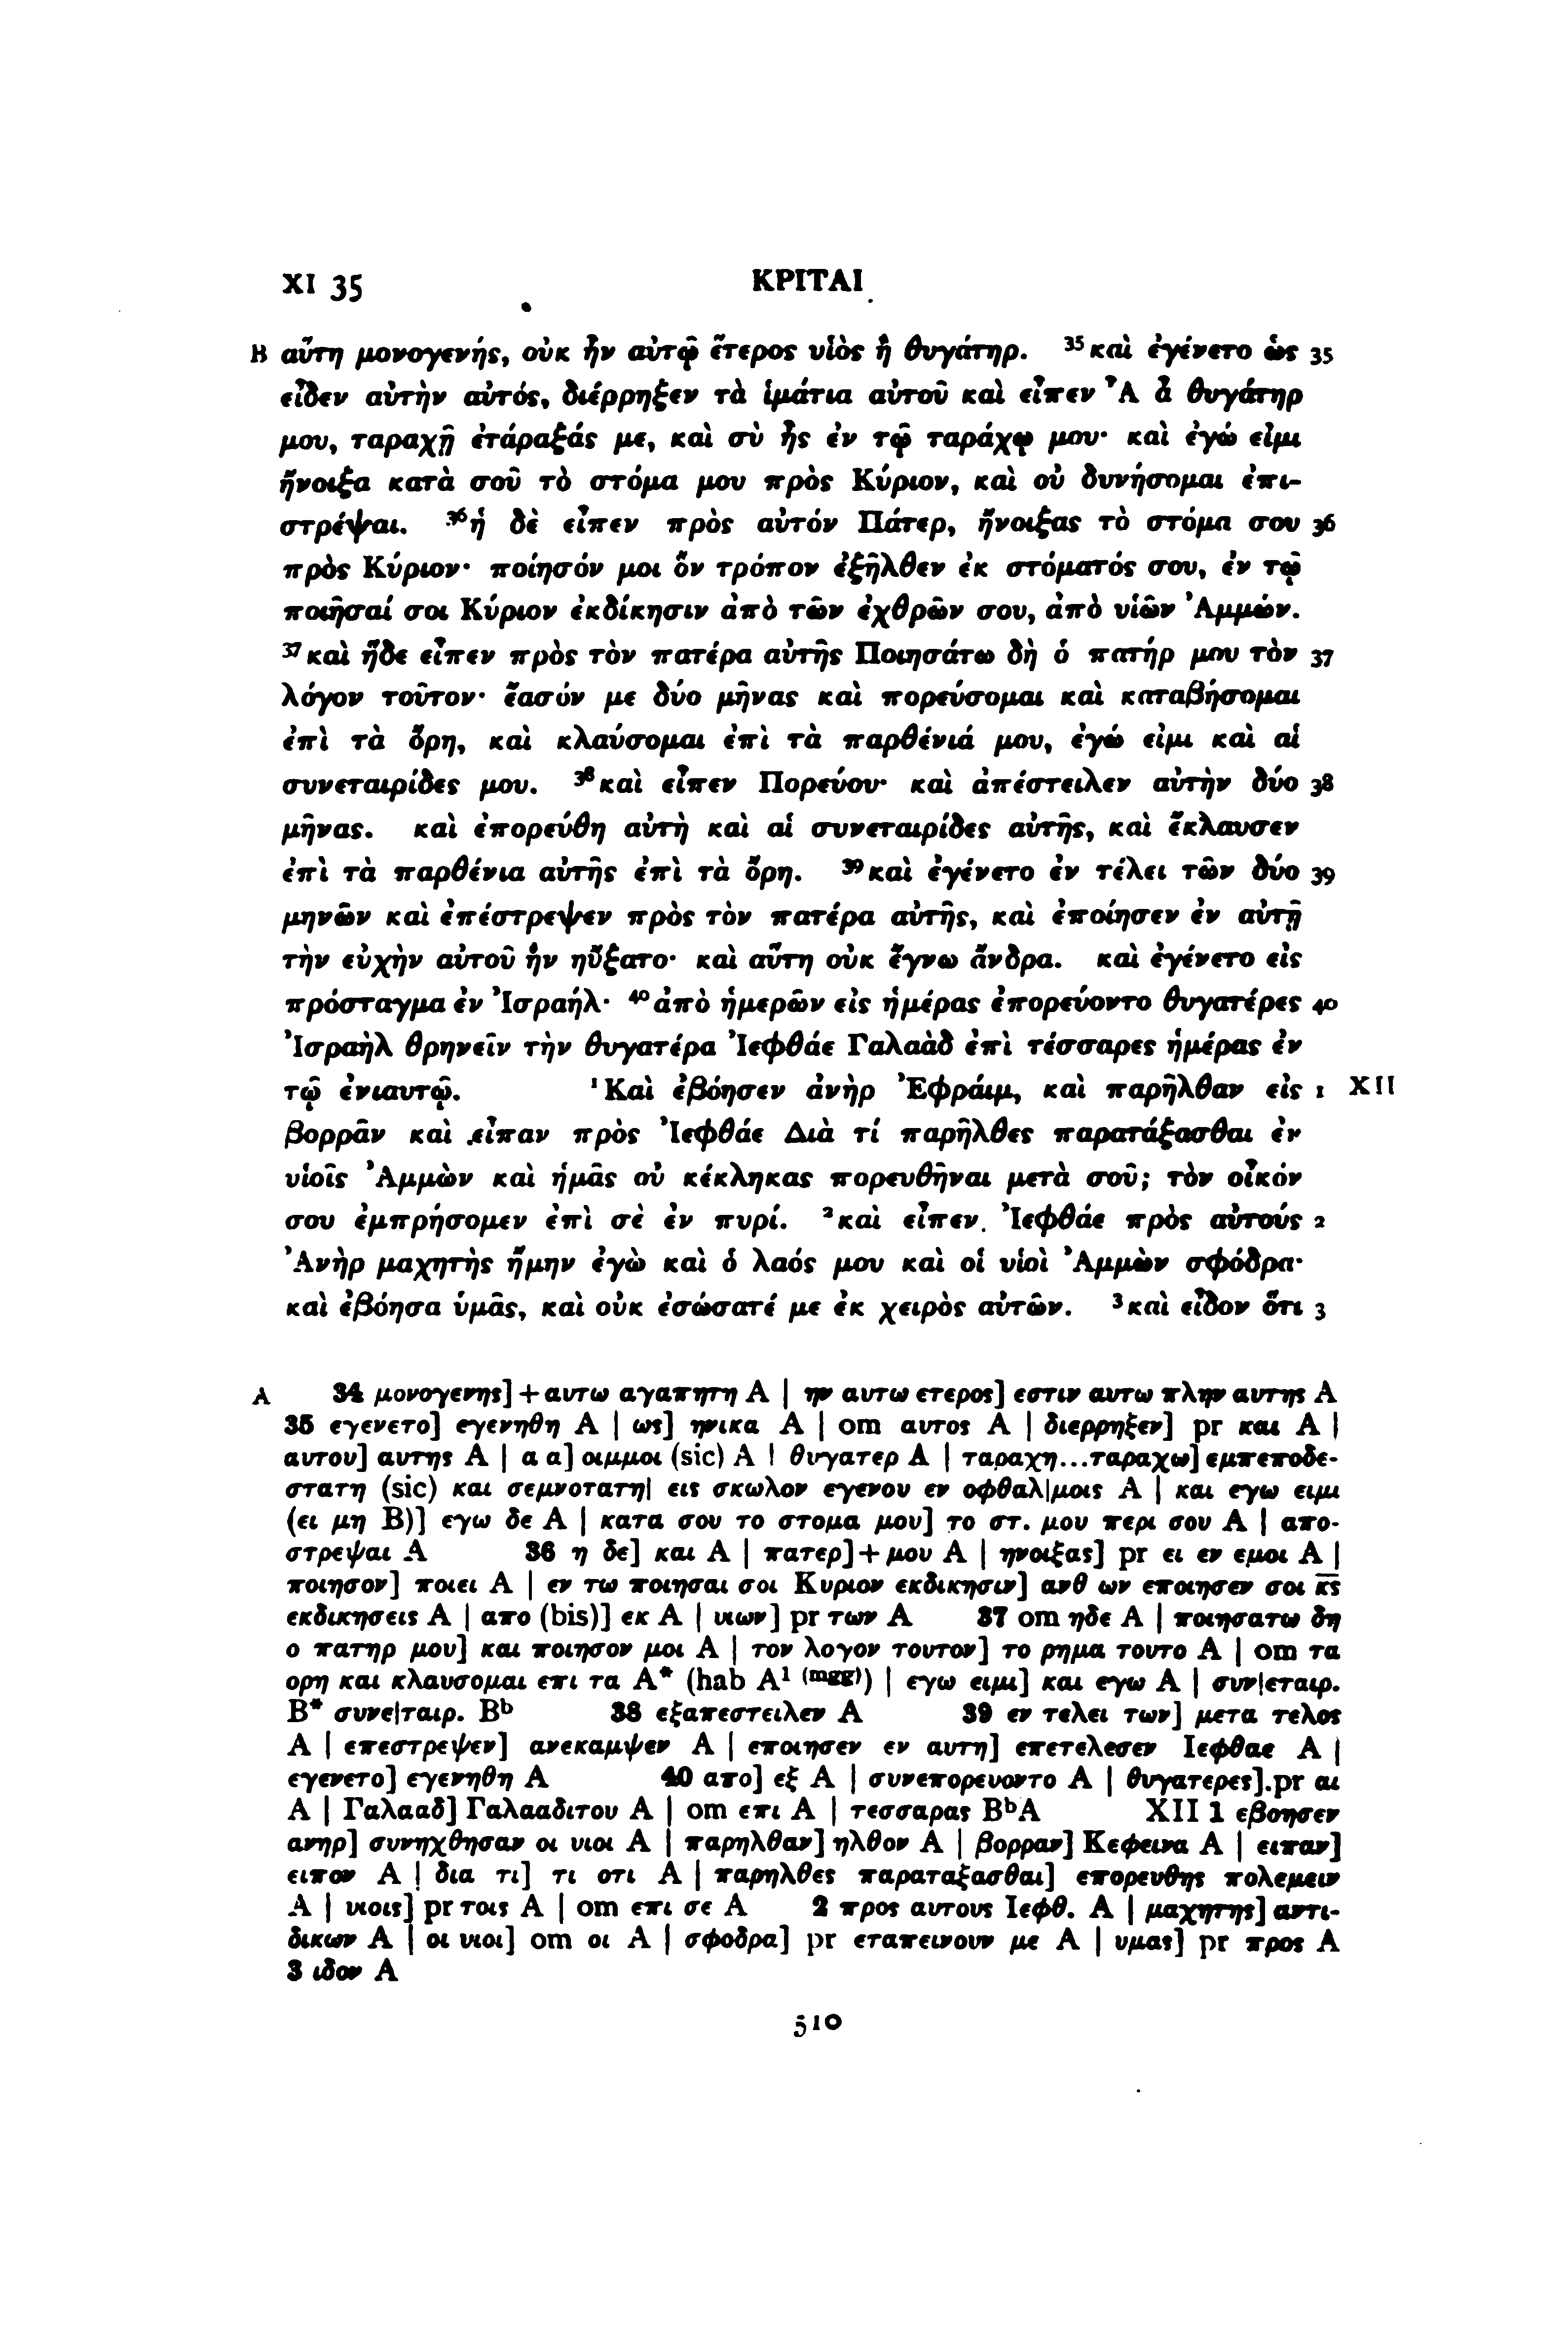 XI 35 ΚΡΙΤΑΙ
B αὕτη μονογενής, οὐκ ἦν αὐτῷ ἕτερος υἱὸς ἢ θυγάτηρ. ³⁵καὶ ἐγένετο ὡς 35
εἶδεν αὐτὴν αὐτός, διέρρηξεν τὰ ἱμάτια αὐτοῦ καὶ εἶπεν Ἆ ἆ θυγάτηρ
μου, ταραχῇ ἐτάραξάς με, καὶ σὺ ἦς ἐν τῷ ταράχῳ μου· καὶ ἐγώ εἰμι
ἤνοιξα κατὰ σοῦ τὸ στόμα μου πρὸς Κύριον, καὶ οὐ δυνήσομαι ἐπι-
στρέψαι. ³⁶ἡ δὲ εἶπεν πρὸς αὐτόν Πάτερ, ἤνοιξας τὸ στόμα σου 36
πρὸς Κύριον· ποίησόν μοι ὃν τρόπον ἐξῆλθεν ἐκ στόματός σου, ἐν τῷ
ποιῆσαί σοι Κύριον ἐκδίκησιν ἀπὸ τῶν ἐχθρῶν σου, ἀπὸ υἱῶν Ἀμμών.
³⁷καὶ ἥδε εἶπεν πρὸς τὸν πατέρα αὐτῆς Ποιησάτω δὴ ὁ πατήρ μου τὸν 37
λόγον τοῦτον· ἔασόν με δύο μῆνας καὶ πορεύσομαι καὶ καταβήσομαι
ἐπὶ τὰ ὄρη, καὶ κλαύσομαι ἐπὶ τὰ παρθένιά μου, ἐγώ εἰμι καὶ αἱ
συνεταιρίδες μου. ³⁸καὶ εἶπεν Πορεύου· καὶ ἀπέστειλεν αὐτὴν δύο 38
μῆνας. καὶ ἐπορεύθη αὐτὴ καὶ αἱ συνεταιρίδες αὐτῆς, καὶ ἔκλαυσεν
ἐπὶ τὰ παρθένια αὐτῆς ἐπὶ τὰ ὄρη. ³⁹καὶ ἐγένετο ἐν τέλει τῶν δύο 39
μηνῶν καὶ ἐπέστρεψεν πρὸς τὸν πατέρα αὐτῆς, καὶ ἐποίησεν ἐν αὐτῇ
τὴν εὐχὴν αὐτοῦ ἣν ηὔξατο· καὶ αὕτη οὐκ ἔγνω ἄνδρα. καὶ ἐγένετο εἰς
πρόσταγμα ἐν Ἰσραήλ· ⁴⁰ἀπὸ ἡμερῶν εἰς ἡμέρας ἐπορεύοντο θυγατέρες 40
Ἰσραὴλ θρηνεῖν τὴν θυγατέρα Ἰεφθάε Γαλαὰδ ἐπὶ τέσσαρες ἡμέρας ἐν
τῷ ἐνιαυτῷ. ¹Καὶ ἐβόησεν ἀνὴρ Ἐφράιμ, καὶ παρῆλθαν εἰς 1 XII
βορρᾶν καὶ εἶπαν πρὸς Ἰεφθάε Διὰ τί παρῆλθες παρατάξασθαι ἐν
υἱοῖς Ἀμμὼν καὶ ἡμᾶς οὐ κέκληκας πορευθῆναι μετὰ σοῦ; τὸν οἶκόν
σου ἐμπρήσομεν ἐπὶ σὲ ἐν πυρί. ²καὶ εἶπεν Ἰεφθάε πρὸς αὐτούς 2
Ἀνὴρ μαχητὴς ἤμην ἐγὼ καὶ ὁ λαός μου καὶ οἱ υἱοὶ Ἀμμὼν σφόδρα·
καὶ ἐβόησα ὑμᾶς, καὶ οὐκ ἐσώσατέ με ἐκ χειρὸς αὐτῶν. ³καὶ εἶδον ὅτι 3
A 34 μονογενης]+αυτω αγαπητη A | ην αυτω ετερος] εστιν αυτω πλην αυτης A
35 εγενετο] εγενηθη A | ως] ηνικα A | om αυτος A | διερρηξεν] pr και A |
αυτου] αυτης A | α α] οιμμοι (sic) A | θυγατερ A | ταραχη...ταραχω] εμπεποδε-
στατη (sic) και σεμνοτατη| εις σκωλον εγενου εν οφθαλ|μοις A | και εγω ειμι
(ει μη B)] εγω δε A | κατα σου το στομα μου] το στ. μου περι σου A | απο-
στρεψαι A 36 η δε] και A | πατερ]+μου A | ηνοιξας] pr ει εν εμοι A |
ποιησον] ποιει A | εν τω ποιησαι σοι Κυριον εκδικησιν] ανθ ων εποιησεν σοι κ̅ς̅
εκδικησεις A | απο (bis)] εκ A | υιων] pr των A 37 om ηδε A | ποιησατω δη
ο πατηρ μου] και ποιησον μοι A | τον λογον τουτον] το ρημα τουτο A | om τα
ορη και κλαυσομαι επι τα A* (hab A¹ ⁽ᵐᵍᵍ⁾) | εγω ειμι] και εγω A | συν|εταιρ.
B* συνε|ταιρ. Bᵇ 38 εξαπεστειλεν A 39 εν τελει των] μετα τελος
A | επεστρεψεν] ανεκαμψεν A | εποιησεν εν αυτη] επετελεσεν Ιεφθαε A |
εγενετο] εγενηθη A 40 απο] εξ A | συνεπορευοντο A | θυγατερες] pr αι
A | Γαλααδ] Γαλααδιτου A | om επι A | τεσσαρας BᵇA XII 1 εβοησεν
ανηρ] συνηχθησαν οι υιοι A | παρηλθαν] ηλθον A | βορραν] Κεφεινα A | ειπαν]
ειπον A | δια τι] τι οτι A | παρηλθες παραταξασθαι] επορευθης πολεμειν
A | υιοις] pr τοις A | om επι σε A 2 προς αυτους Ιεφθ. A | μαχητης] αντι-
δικων A | οι υιοι] om οι A | σφοδρα] pr εταπεινουν με A | υμας] pr προς A
3 ιδον A
510